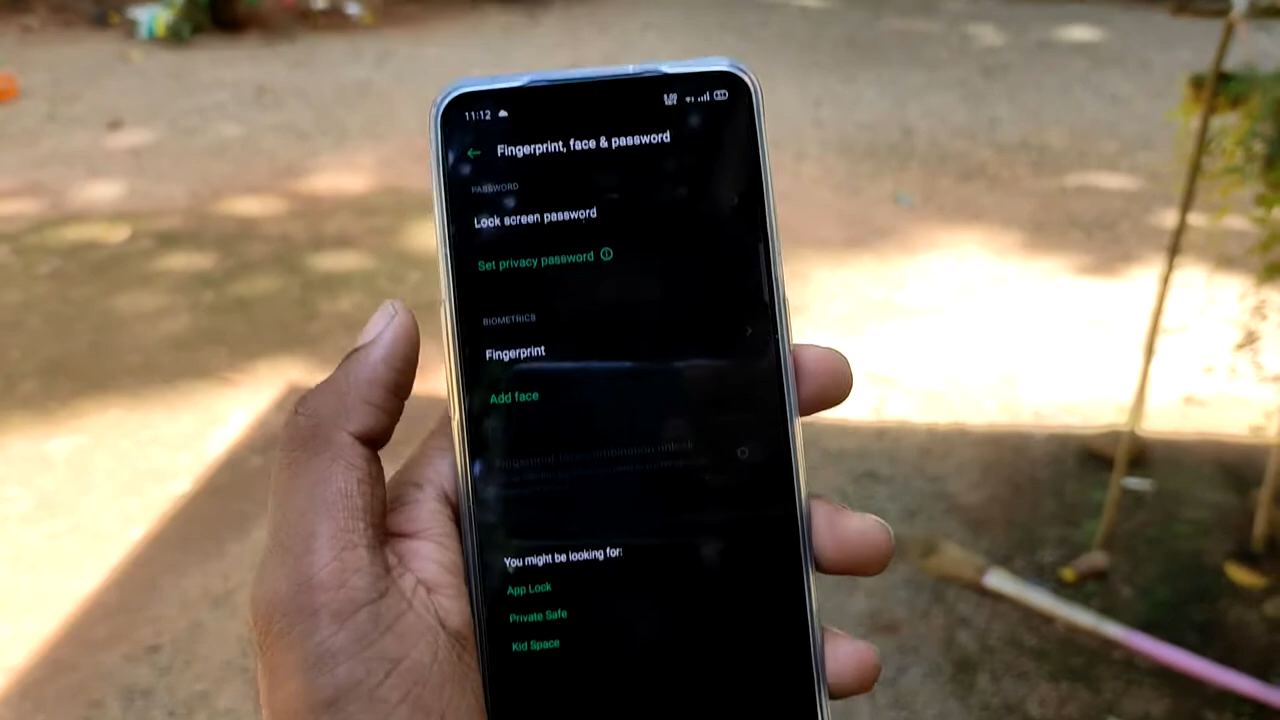 11:12
Fingerprint, face & password
PASSWORD
Lock screen password
Set privacy password
BIOMETRICS
Fingerprint
Add face
You might be looking for:
App Lock
Private Safe
Kid Space